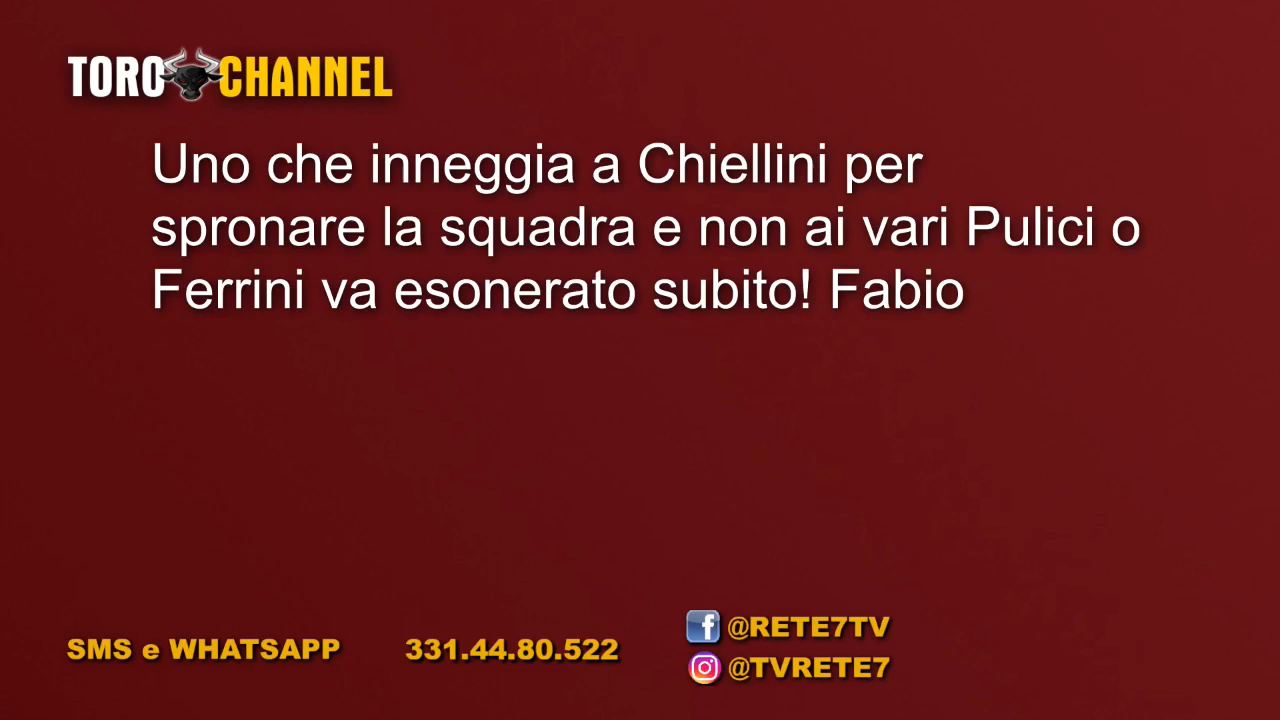 TORO CHANNEL
Uno che inneggia a Chiellini per
spronare la squadra e non ai vari Pulici o
Ferrini va esonerato subito! Fabio
SMS e WHATSAPP 331.44.80.522
@RETE7TV
@TVRETE7